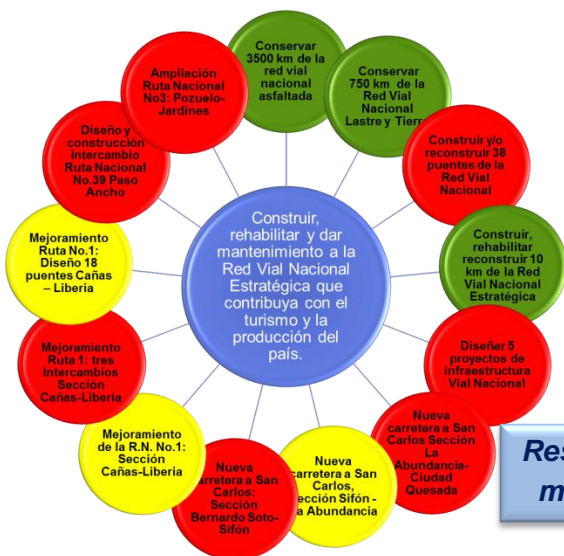 Conservar
3500 km de la
red vial
nacional
asfaltada
Conservar
750 km de la
Red Vial
Nacional
Lastre y Tierr
Construir y/o
reconstruir 38
puentes de la
Red Vial
Nacional
Construir,
rehabilitar
reconstruir 10
km de la Red
Vial Nacional
Estratégica
Diseñar 5
proyectos de
infraestructura
Vial Nacional
Nueva
carretera a San
Carlos Sección
La
Abundancia-
Ciudad
Quesada
Nueva
carretera a San
Carlos,
Sección Sifón -
a Abundancia
Nueva
carretera a San
Carlos:
Sección
Bernardo Soto-
Sifón
Mejoramiento
de la R.N. No.1:
Sección
Cañas-Liberia
Mejoramiento
Ruta 1: tres
Intercambios
Sección
Cañas-Liberia
Mejoramiento
Ruta No.1:
Diseño 18
puentes Cañas
– Liberia
Diseño y
construcción
Intercambio
Ruta Nacional
No.39 Paso
Ancho
Ampliación
Ruta Nacional
No3: Pozuelo-
Jardines
Construir,
rehabilitar y dar
mantenimiento a la
Red Vial Nacional
Estratégica que
contribuya con el
turismo y la
producción del
país.
Res
m